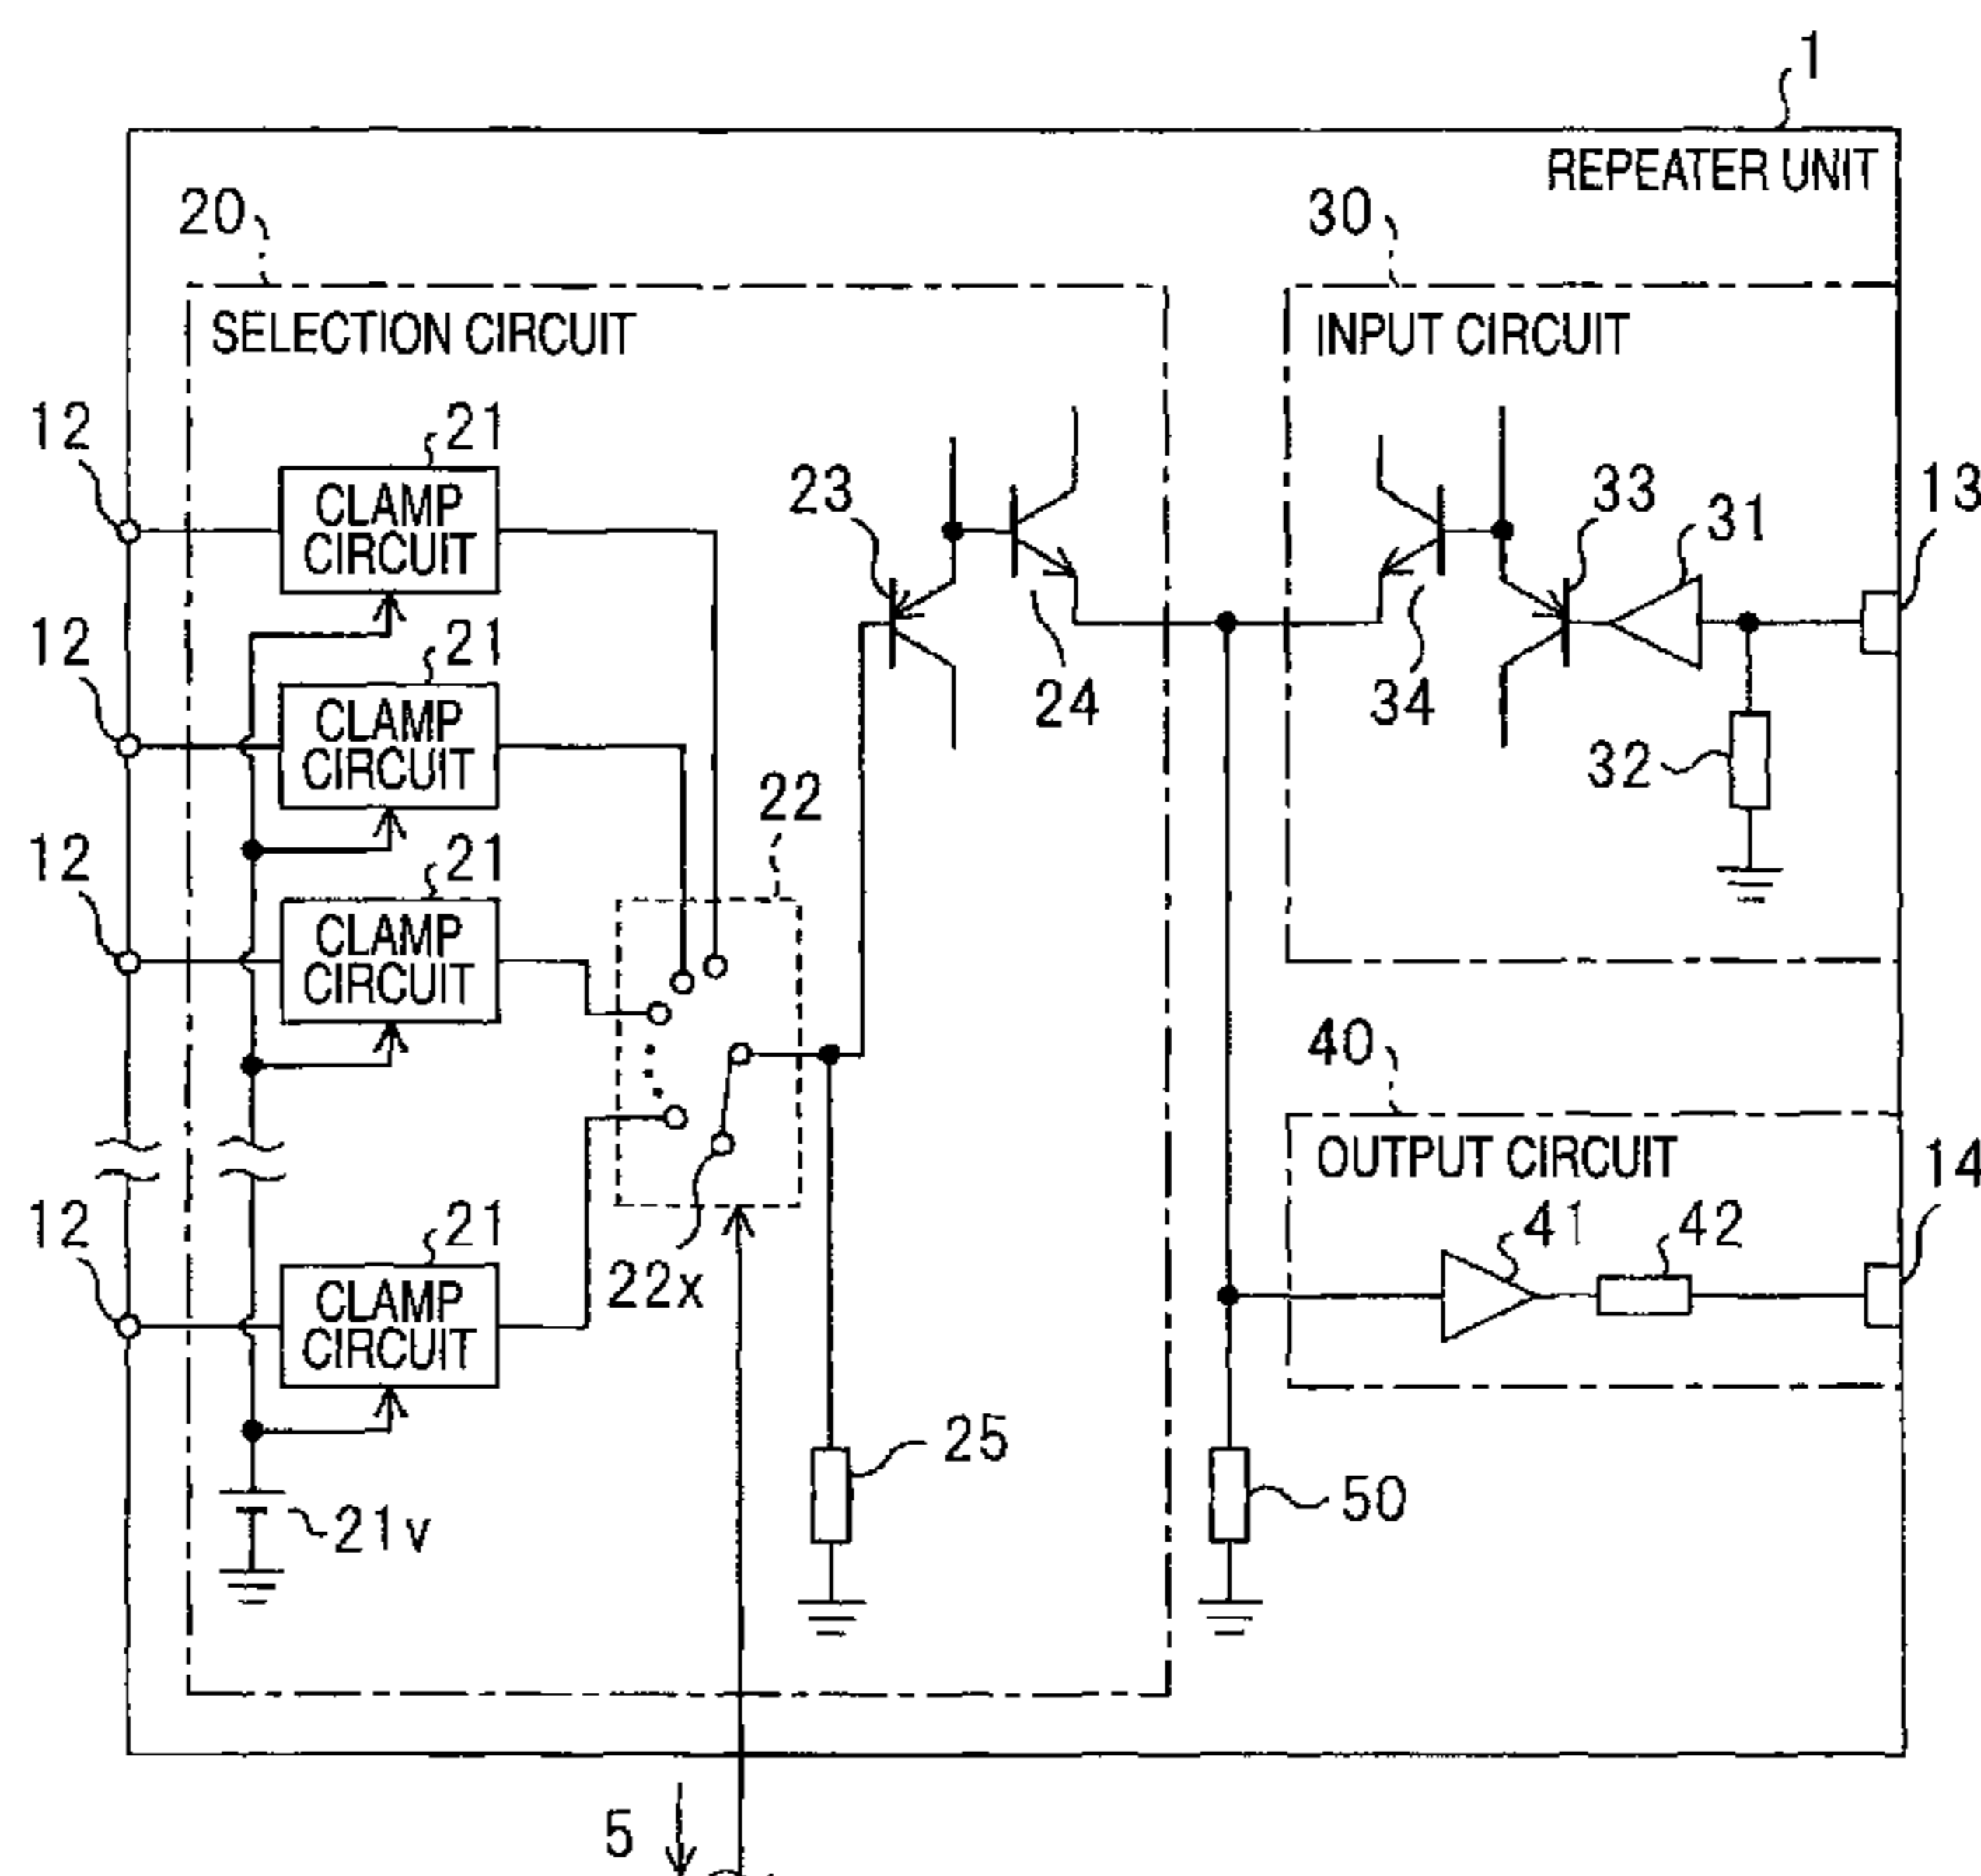 1
REPEATER UNIT
20
30
SELECTION CIRCUIT
INPUT CIRCUIT
12
21
CLAMP
CIRCUIT
23
33
31
13
12
21
CLAMP
CIRCUIT
24
34
32
22
12
21
CLAMP
CIRCUIT
40
OUTPUT CIRCUIT
14
12
21
CLAMP
CIRCUIT
22x
41
42
25
50
21v
5